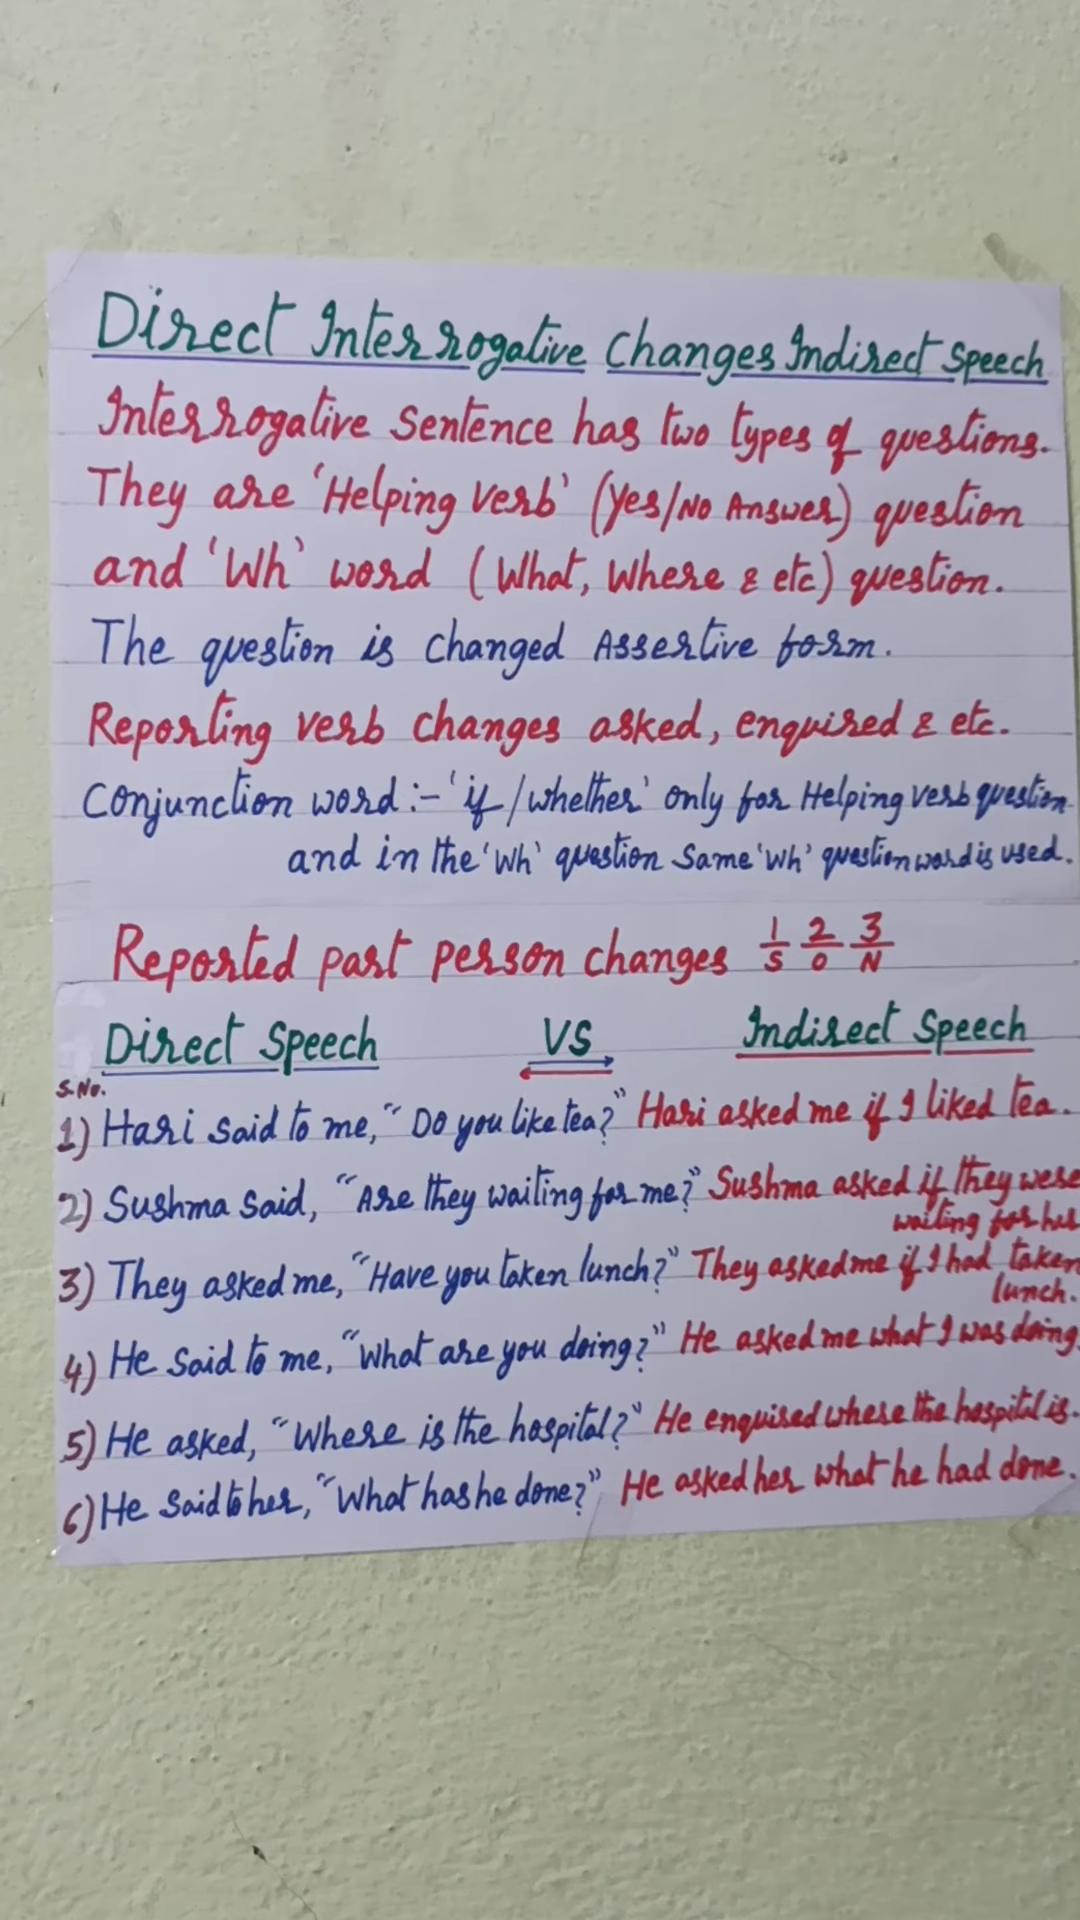 Direct Interrogative Changes Indirect Speech
Interrogative Sentence has two types of questions.
They are 'Helping verb' (Yes/No Answer) question
and 'Wh' word (What, Where & etc) question.
The question is changed Assertive form.
Reporting verb changes asked, enquired & etc.
Conjunction word :- 'if/whether' only for Helping verb question
and in the 'Wh' question Same 'Wh' question word is used.
Reported part person changes 1/S 2/O 3/N
Direct Speech VS Indirect Speech
S.No.
1) Hari said to me, "Do you like tea?" Hari asked me if I liked tea.
2) Sushma said, "Are they waiting for me?" Sushma asked if they were
waiting for her
3) They asked me, "Have you taken lunch?" They asked me if I had taken
lunch.
4) He said to me, "What are you doing?" He asked me what I was doing.
5) He asked, "Where is the hospital?" He enquired where the hospital is.
6) He said to her, "What has he done?" He asked her what he had done.